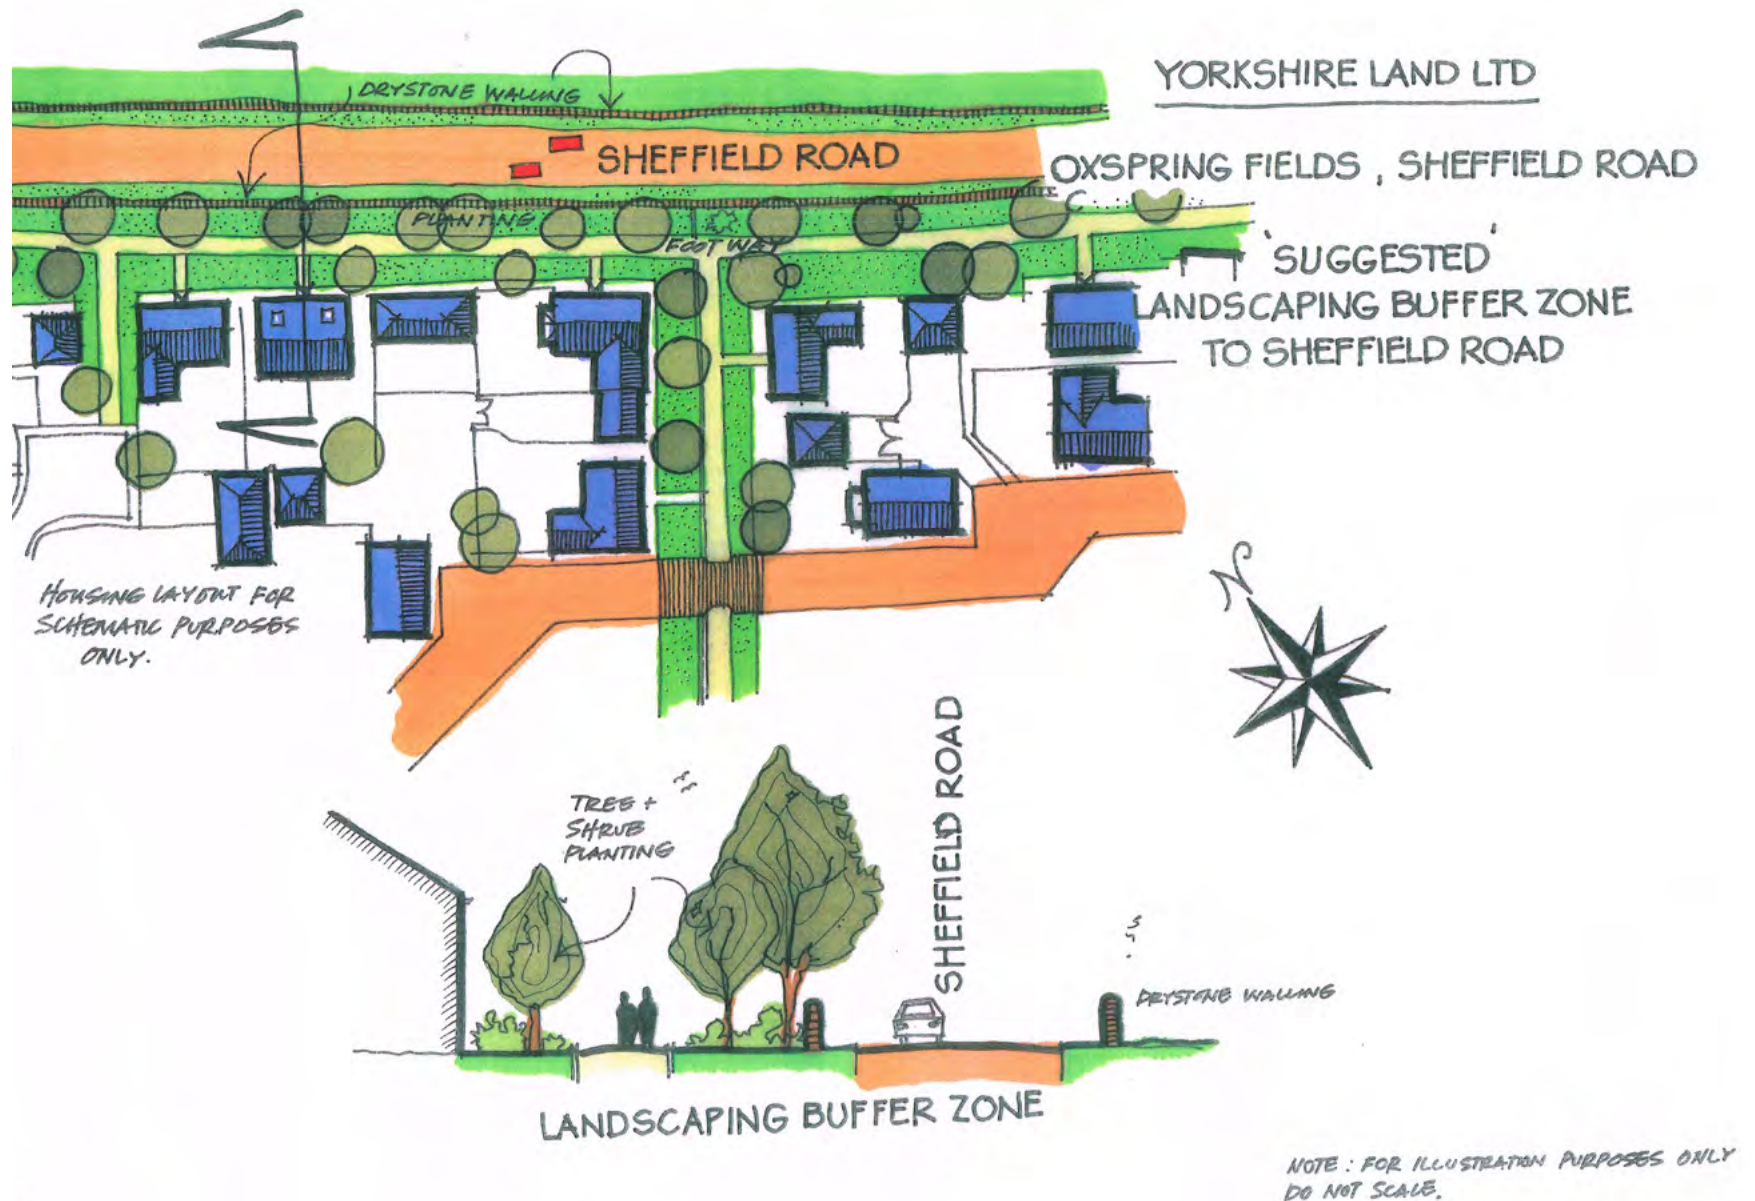 YORKSHIRE LAND LTD
OXSPRING FIELDS, SHEFFIELD ROAD
'SUGGESTED'
LANDSCAPING BUFFER ZONE
TO SHEFFIELD ROAD
DRYSTONE WALLING
SHEFFIELD ROAD
PLANTING
FOOTWAY
HOUSING LAYOUT FOR
SCHEMATIC PURPOSES
ONLY.
N
TREE +
SHRUB
PLANTING
SHEFFIELD ROAD
DRYSTONE WALLING
LANDSCAPING BUFFER ZONE
NOTE: FOR ILLUSTRATION PURPOSES ONLY
DO NOT SCALE.